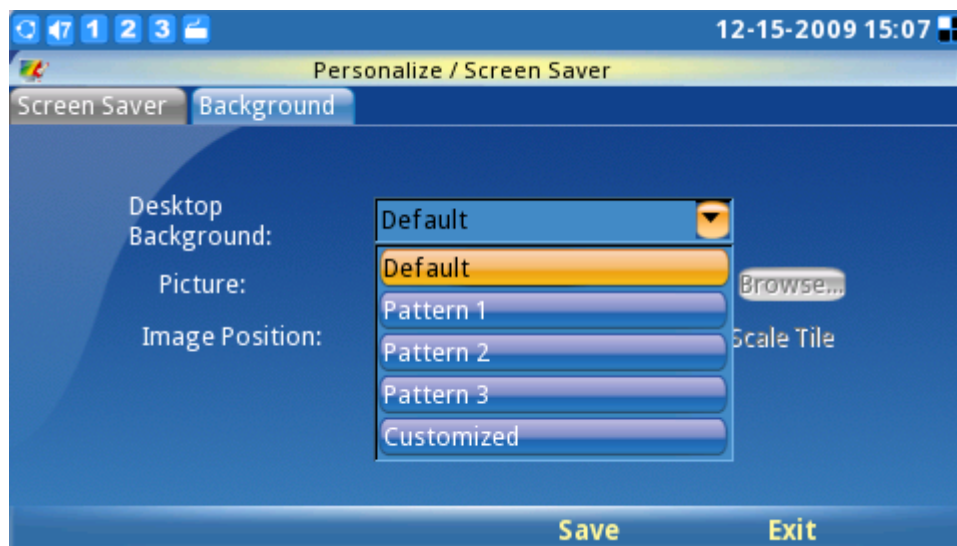 7 1 2 3 12-15-2009 15:07
Personalize / Screen Saver
Screen Saver Background
Desktop
Background:
Default
Default
Picture:
Browse...
Pattern 1
Image Position:
Scale Tile
Pattern 2
Pattern 3
Customized
Save Exit